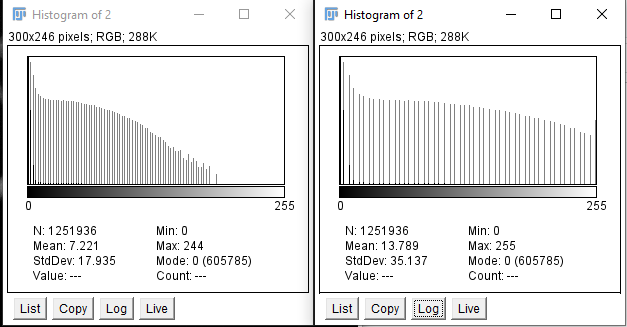 Histogram of 2
300x246 pixels; RGB; 288K
0 255
N: 1251936 Min: 0
Mean: 7.221 Max: 244
StdDev: 17.935 Mode: 0 (605785)
Value: --- Count: ---
List Copy Log Live
Histogram of 2
300x246 pixels; RGB; 288K
0 255
N: 1251936 Min: 0
Mean: 13.789 Max: 255
StdDev: 35.137 Mode: 0 (605785)
Value: --- Count: ---
List Copy Log Live